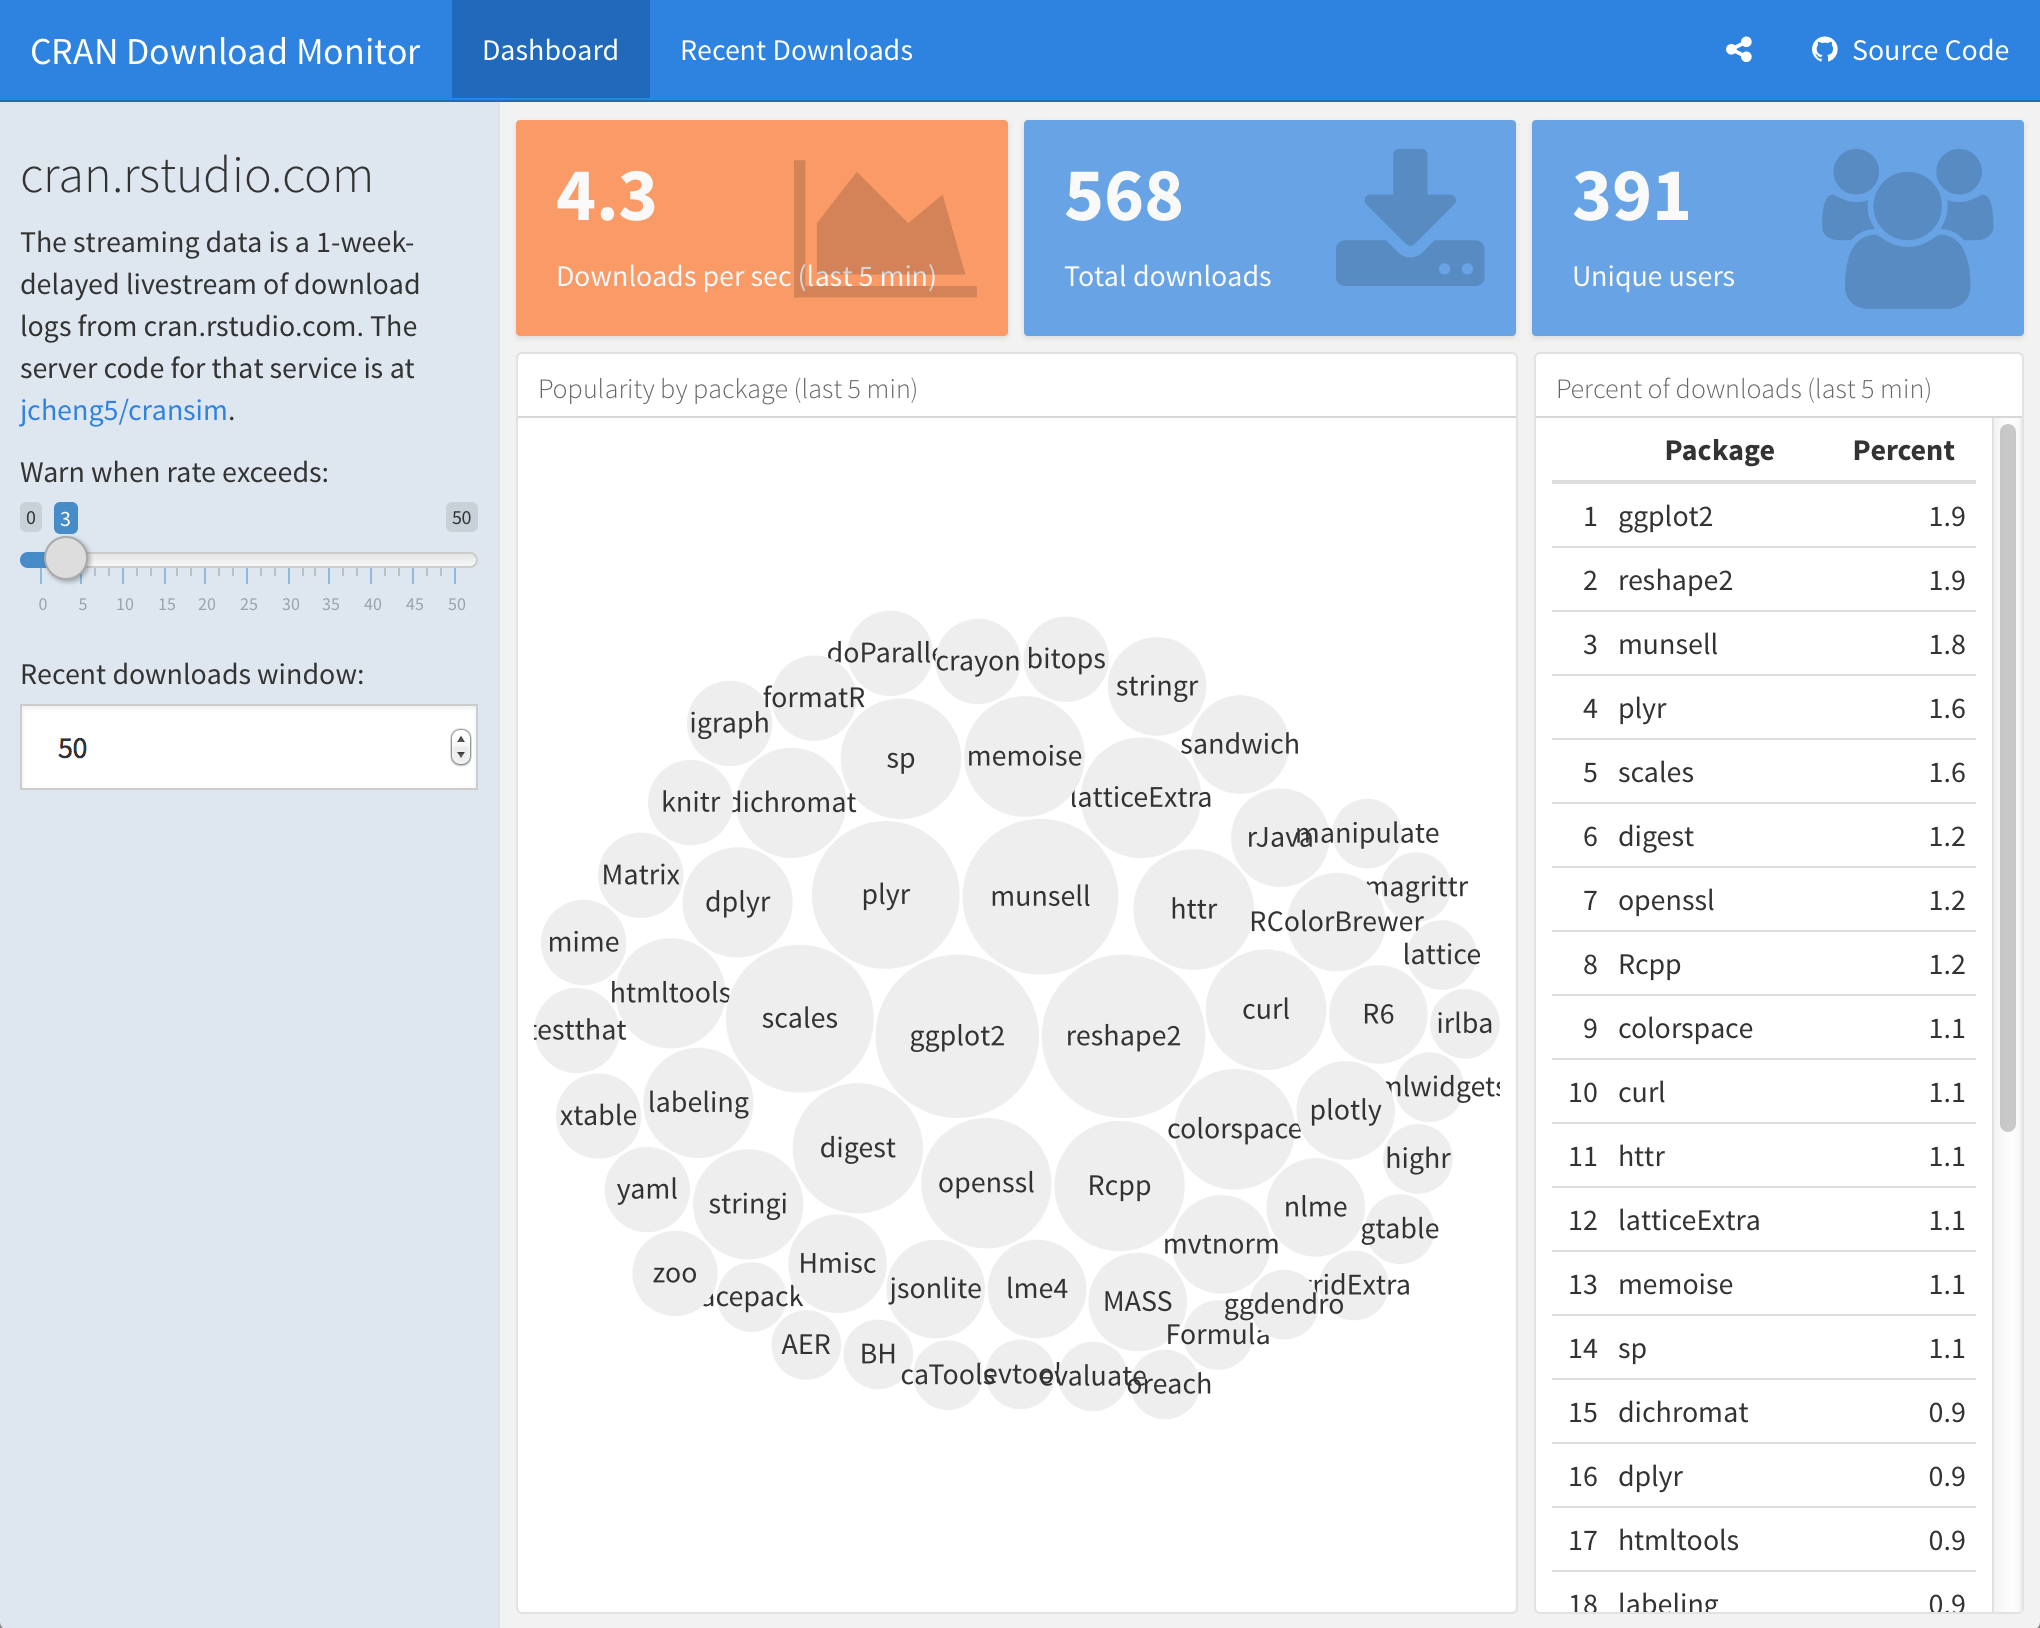 CRAN Download Monitor
Dashboard
Recent Downloads
Source Code
cran.rstudio.com
The streaming data is a 1-week-
delayed livestream of download
logs from cran.rstudio.com. The
server code for that service is at
jcheng5/cransim.
Warn when rate exceeds:
0 3 50
0 5 10 15 20 25 30 35 40 45 50
Recent downloads window:
50
4.3
Downloads per sec (last 5 min)
568
Total downloads
391
Unique users
Popularity by package (last 5 min)
doParalle
crayon
bitops
stringr
formatR
igraph
sandwich
sp
memoise
latticeExtra
knitr
dichromat
rJava
manipulate
Matrix
dplyr
plyr
munsell
httr
magrittr
RColorBrewer
mime
lattice
htmltools
scales
ggplot2
reshape2
curl
R6
irlba
testthat
labeling
xtable
mlwidgets
plotly
colorspace
digest
openssl
Rcpp
highr
yaml
stringi
nlme
gtable
mvtnorm
zoo
Hmisc
jsonlite
lme4
MASS
ridExtra
ggdendro
acepack
Formula
AER
BH
caTools
evtool
evaluate
oreach
Percent of downloads (last 5 min)
Package Percent
1 ggplot2 1.9
2 reshape2 1.9
3 munsell 1.8
4 plyr 1.6
5 scales 1.6
6 digest 1.2
7 openssl 1.2
8 Rcpp 1.2
9 colorspace 1.1
10 curl 1.1
11 httr 1.1
12 latticeExtra 1.1
13 memoise 1.1
14 sp 1.1
15 dichromat 0.9
16 dplyr 0.9
17 htmltools 0.9
18 labeling 0.9